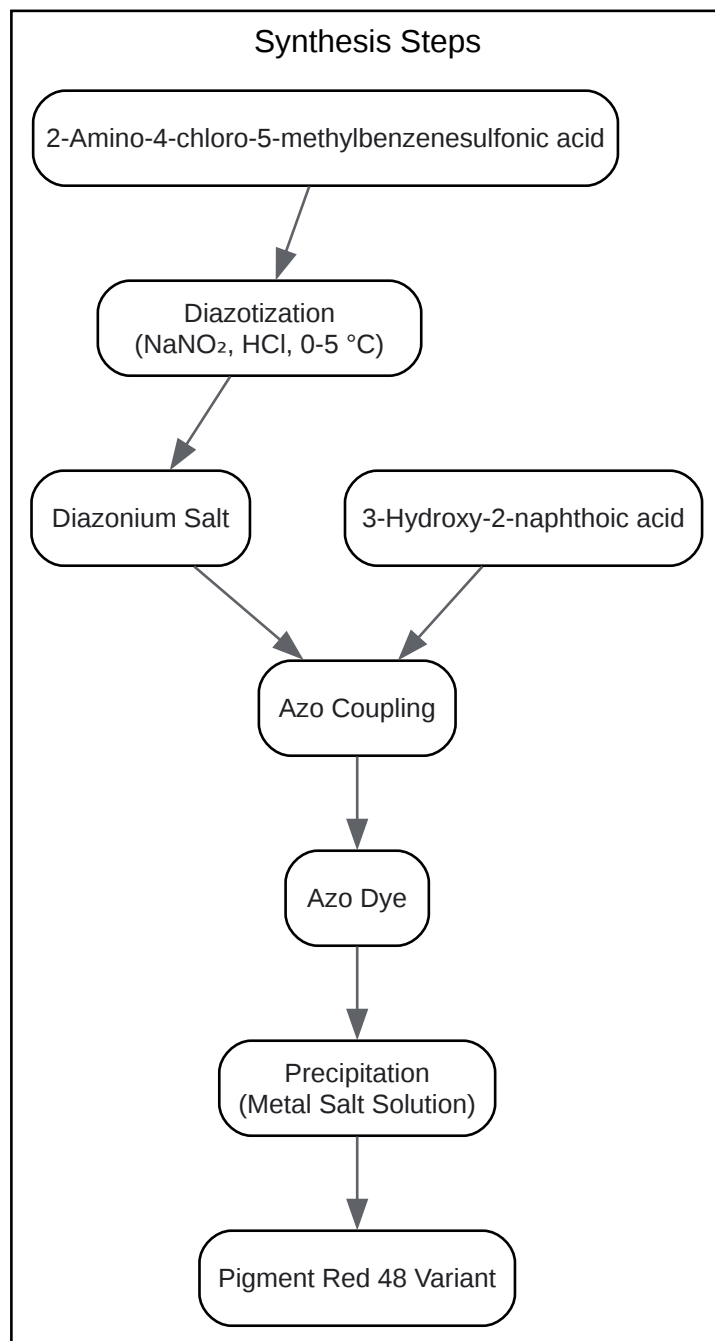 Synthesis Steps
2-Amino-4-chloro-5-methylbenzenesulfonic acid
Diazotization
(NaNO₂, HCl, 0-5 °C)
Diazonium Salt
3-Hydroxy-2-naphthoic acid
Azo Coupling
Azo Dye
Precipitation
(Metal Salt Solution)
Pigment Red 48 Variant